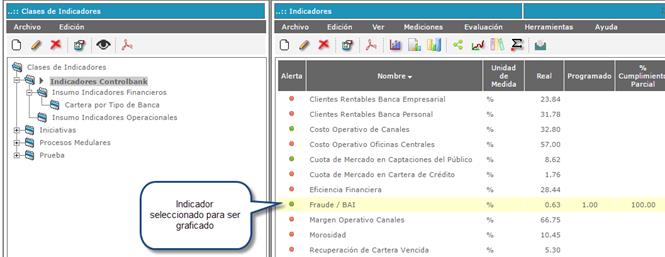 ..:: Clases de Indicadores
Archivo Edición
Clases de Indicadores
Indicadores Controlbank
Insumo Indicadores Financieros
Cartera por Tipo de Banca
Insumo Indicadores Operacionales
Iniciativas
Procesos Modulares
Prueba
Indicador seleccionado para ser graficado
..:: Indicadores
Archivo Edición Ver Mediciones Evaluación Herramientas Ayuda
Alerta Nombre Unidad de Medida Real Programado % Cumplimiento Parcial
Clientes Rentables Banca Empresarial % 23.84
Clientes Rentables Banca Personal % 31.78
Costo Operativo de Canales % 32.80
Costo Operativo Oficinas Centrales % 57.00
Cuota de Mercado en Captaciones del Público % 8.62
Cuota de Mercado en Cartera de Crédito % 1.76
Eficiencia Financiera % 28.44
Fraude / BAI % 0.63 1.00 100.00
Margen Operativo Canales % 66.75
Morosidad % 10.45
Recuperación de Cartera Vencida % 5.30